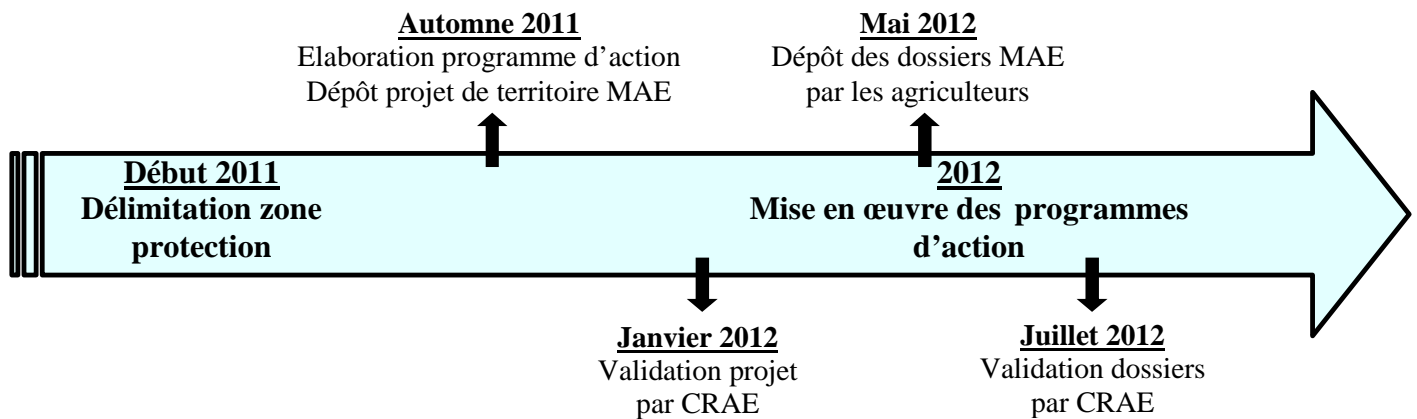 Automne 2011
Elaboration programme d’action
Dépôt projet de territoire MAE
Mai 2012
Dépôt des dossiers MAE
par les agriculteurs
Début 2011
Délimitation zone
protection
2012
Mise en œuvre des programmes
d’action
Janvier 2012
Validation projet
par CRAE
Juillet 2012
Validation dossiers
par CRAE